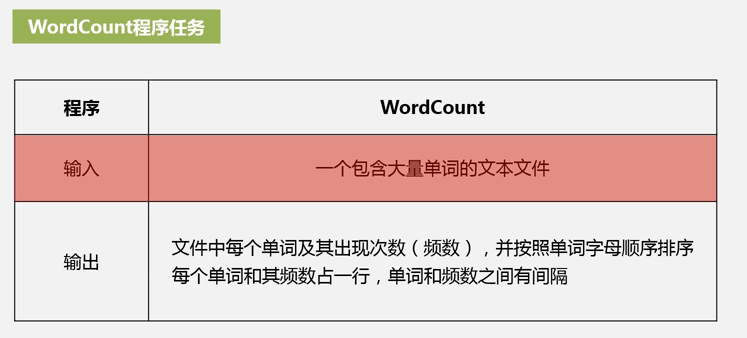 WordCount程序任务
程序 WordCount
输入 一个包含大量单词的文本文件
输出 文件中每个单词及其出现次数（频数），并按照单词字母顺序排序
每个单词和其频数占一行，单词和频数之间有间隔